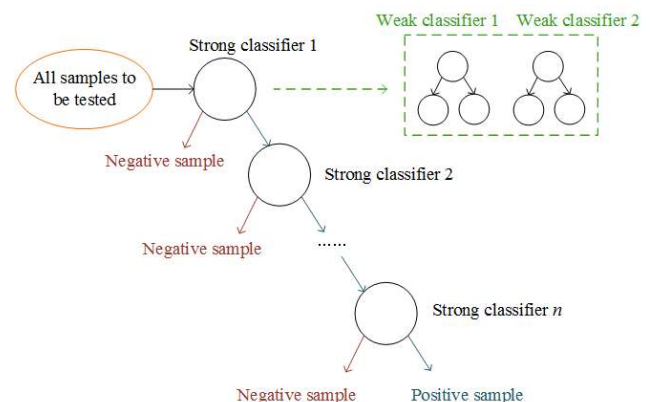 Weak classifier 1 Weak classifier 2
Strong classifier 1
All samples to
be tested
Negative sample
Strong classifier 2
Negative sample
······
Strong classifier n
Negative sample Positive sample